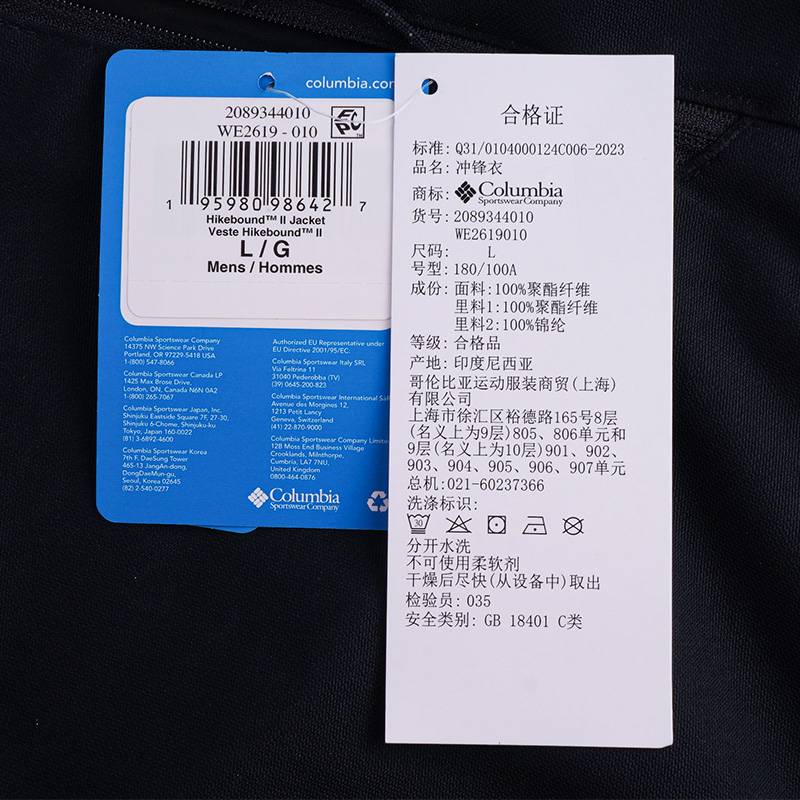 columbia.com
2089344010
WE2619 - 010
EPC
1 95980 98642 7
Hikebound™ II Jacket
Veste Hikebound™ II
L / G
Mens / Hommes
Columbia Sportswear Company
14375 NW Science Park Drive
Portland, OR 97229-5418 USA
1-(800) 547-8066
Columbia Sportswear Canada LP
1425 Max Brose Drive,
London, ON, Canada N6N 0A2
1-(800) 265-7067
Columbia Sportswear Japan, Inc.
Shinjuku Eastside Square 7F, 27-30,
Shinjuku 6-Chome, Shinjuku-ku
Tokyo, Japan 160-0022
(81) 3-6892-4600
Columbia Sportswear Korea
7th F. DaeSung Tower
465-13 JangAn-dong,
DongDaeMun-gu,
Seoul, Korea 02645
(82) 2-540-0277
Authorized EU Representative under
EU Directive 2001/95/EC:
Columbia Sportswear Italy SRL
Via Feltrina 11
31040 Pederobba (TV)
(39) 0645-200-823
Columbia Sportswear International
Avenue des Morgines 12,
1213 Petit Lancy
Geneva, Switzerland
(41) 22-870-9000
Columbia Sportswear Company
12B Moss End Business Village
Crooklands, Milnthorpe,
Cumbria, LA7 7NU,
United Kingdom
0800-464-0876
Columbia
Sportswear Company
合格证
标准: Q31/0104000124C006-2023
品名: 冲锋衣
商标: Columbia
Sportswear Company
货号: 2089344010
WE2619010
尺码: L
号型: 180/100A
成份: 面料:100%聚酯纤维
里料1:100%聚酯纤维
里料2:100%锦纶
等级: 合格品
产地: 印度尼西亚
哥伦比亚运动服装商贸(上海)
有限公司
上海市徐汇区裕德路165号8层
(名义上为9层)805、806单元和
9层(名义上为10层)901、902、
903、904、905、906、907单元
总机:021-60237366
洗涤标识:
30
分开水洗
不可使用柔软剂
干燥后尽快(从设备中)取出
检验员: 035
安全类别: GB 18401 C类